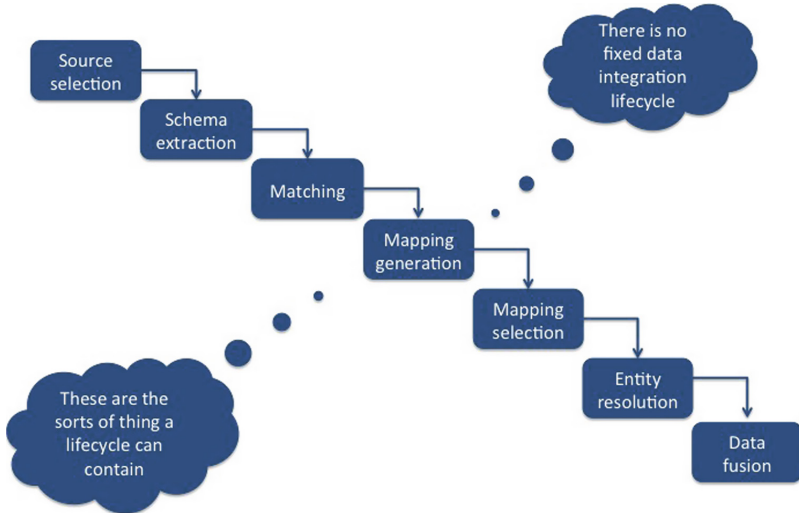 There is no
fixed data
integration
lifecycle
Source
selection
Schema
extraction
Matching
Mapping
generation
Mapping
selection
Entity
resolution
Data
fusion
These are the
sorts of thing a
lifecycle can
contain